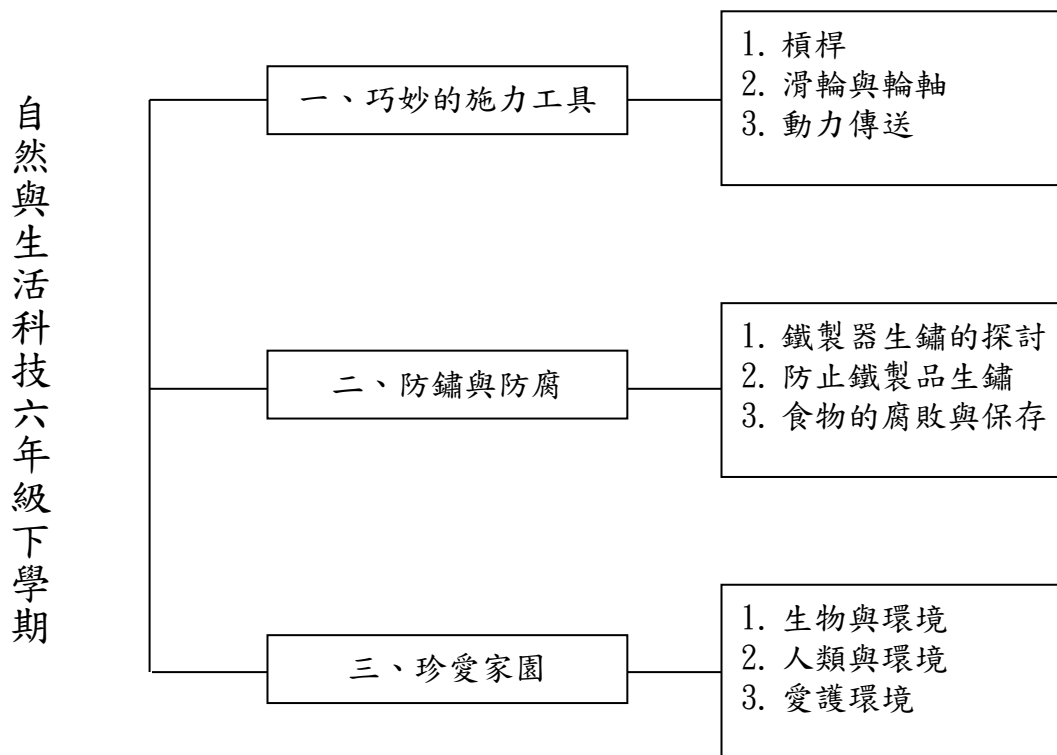 自然與生活科技六年級下學期
一、巧妙的施力工具
1. 槓桿
2. 滑輪與輪軸
3. 動力傳送
二、防鏽與防腐
1. 鐵製器生鏽的探討
2. 防止鐵製品生鏽
3. 食物的腐敗與保存
三、珍愛家園
1. 生物與環境
2. 人類與環境
3. 愛護環境